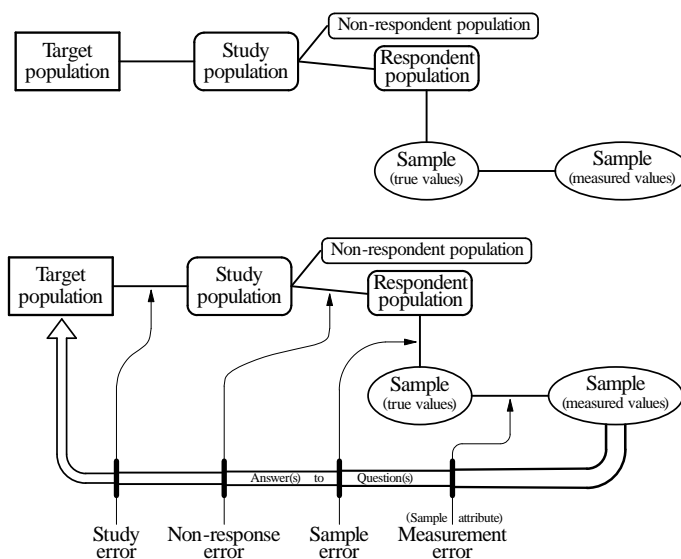 Non-respondent population
Target
population
Study
population
Respondent
population
Sample
(true values)
Sample
(measured values)
Non-respondent population
Target
population
Study
population
Respondent
population
Sample
(true values)
Sample
(measured values)
Answer(s) to Question(s)
Study
error
Non-response
error
Sample
error
(Sample attribute)
Measurement
error